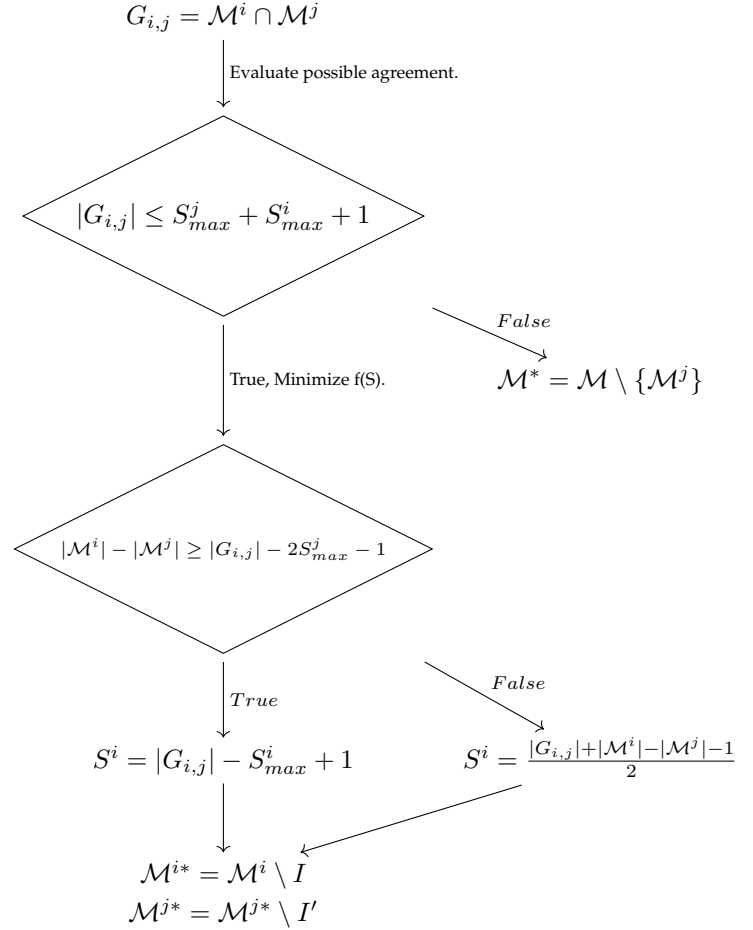 $G_{i,j} = \mathcal{M}^i \cap \mathcal{M}^j$
Evaluate possible agreement.
$|G_{i,j}| \leq S^j_{max} + S^i_{max} + 1$
False
True, Minimize f(S).
$\mathcal{M}^* = \mathcal{M} \setminus \{\mathcal{M}^j\}$
$|\mathcal{M}^i| - |\mathcal{M}^j| \geq |G_{i,j}| - 2S^j_{max} - 1$
False
True
$S^i = |G_{i,j}| - S^i_{max} + 1$
$S^i = \frac{|G_{i,j}|+|\mathcal{M}^i|-|\mathcal{M}^j|-1}{2}$
$\mathcal{M}^{i*} = \mathcal{M}^i \setminus I$
$\mathcal{M}^{j*} = \mathcal{M}^{j*} \setminus I'$